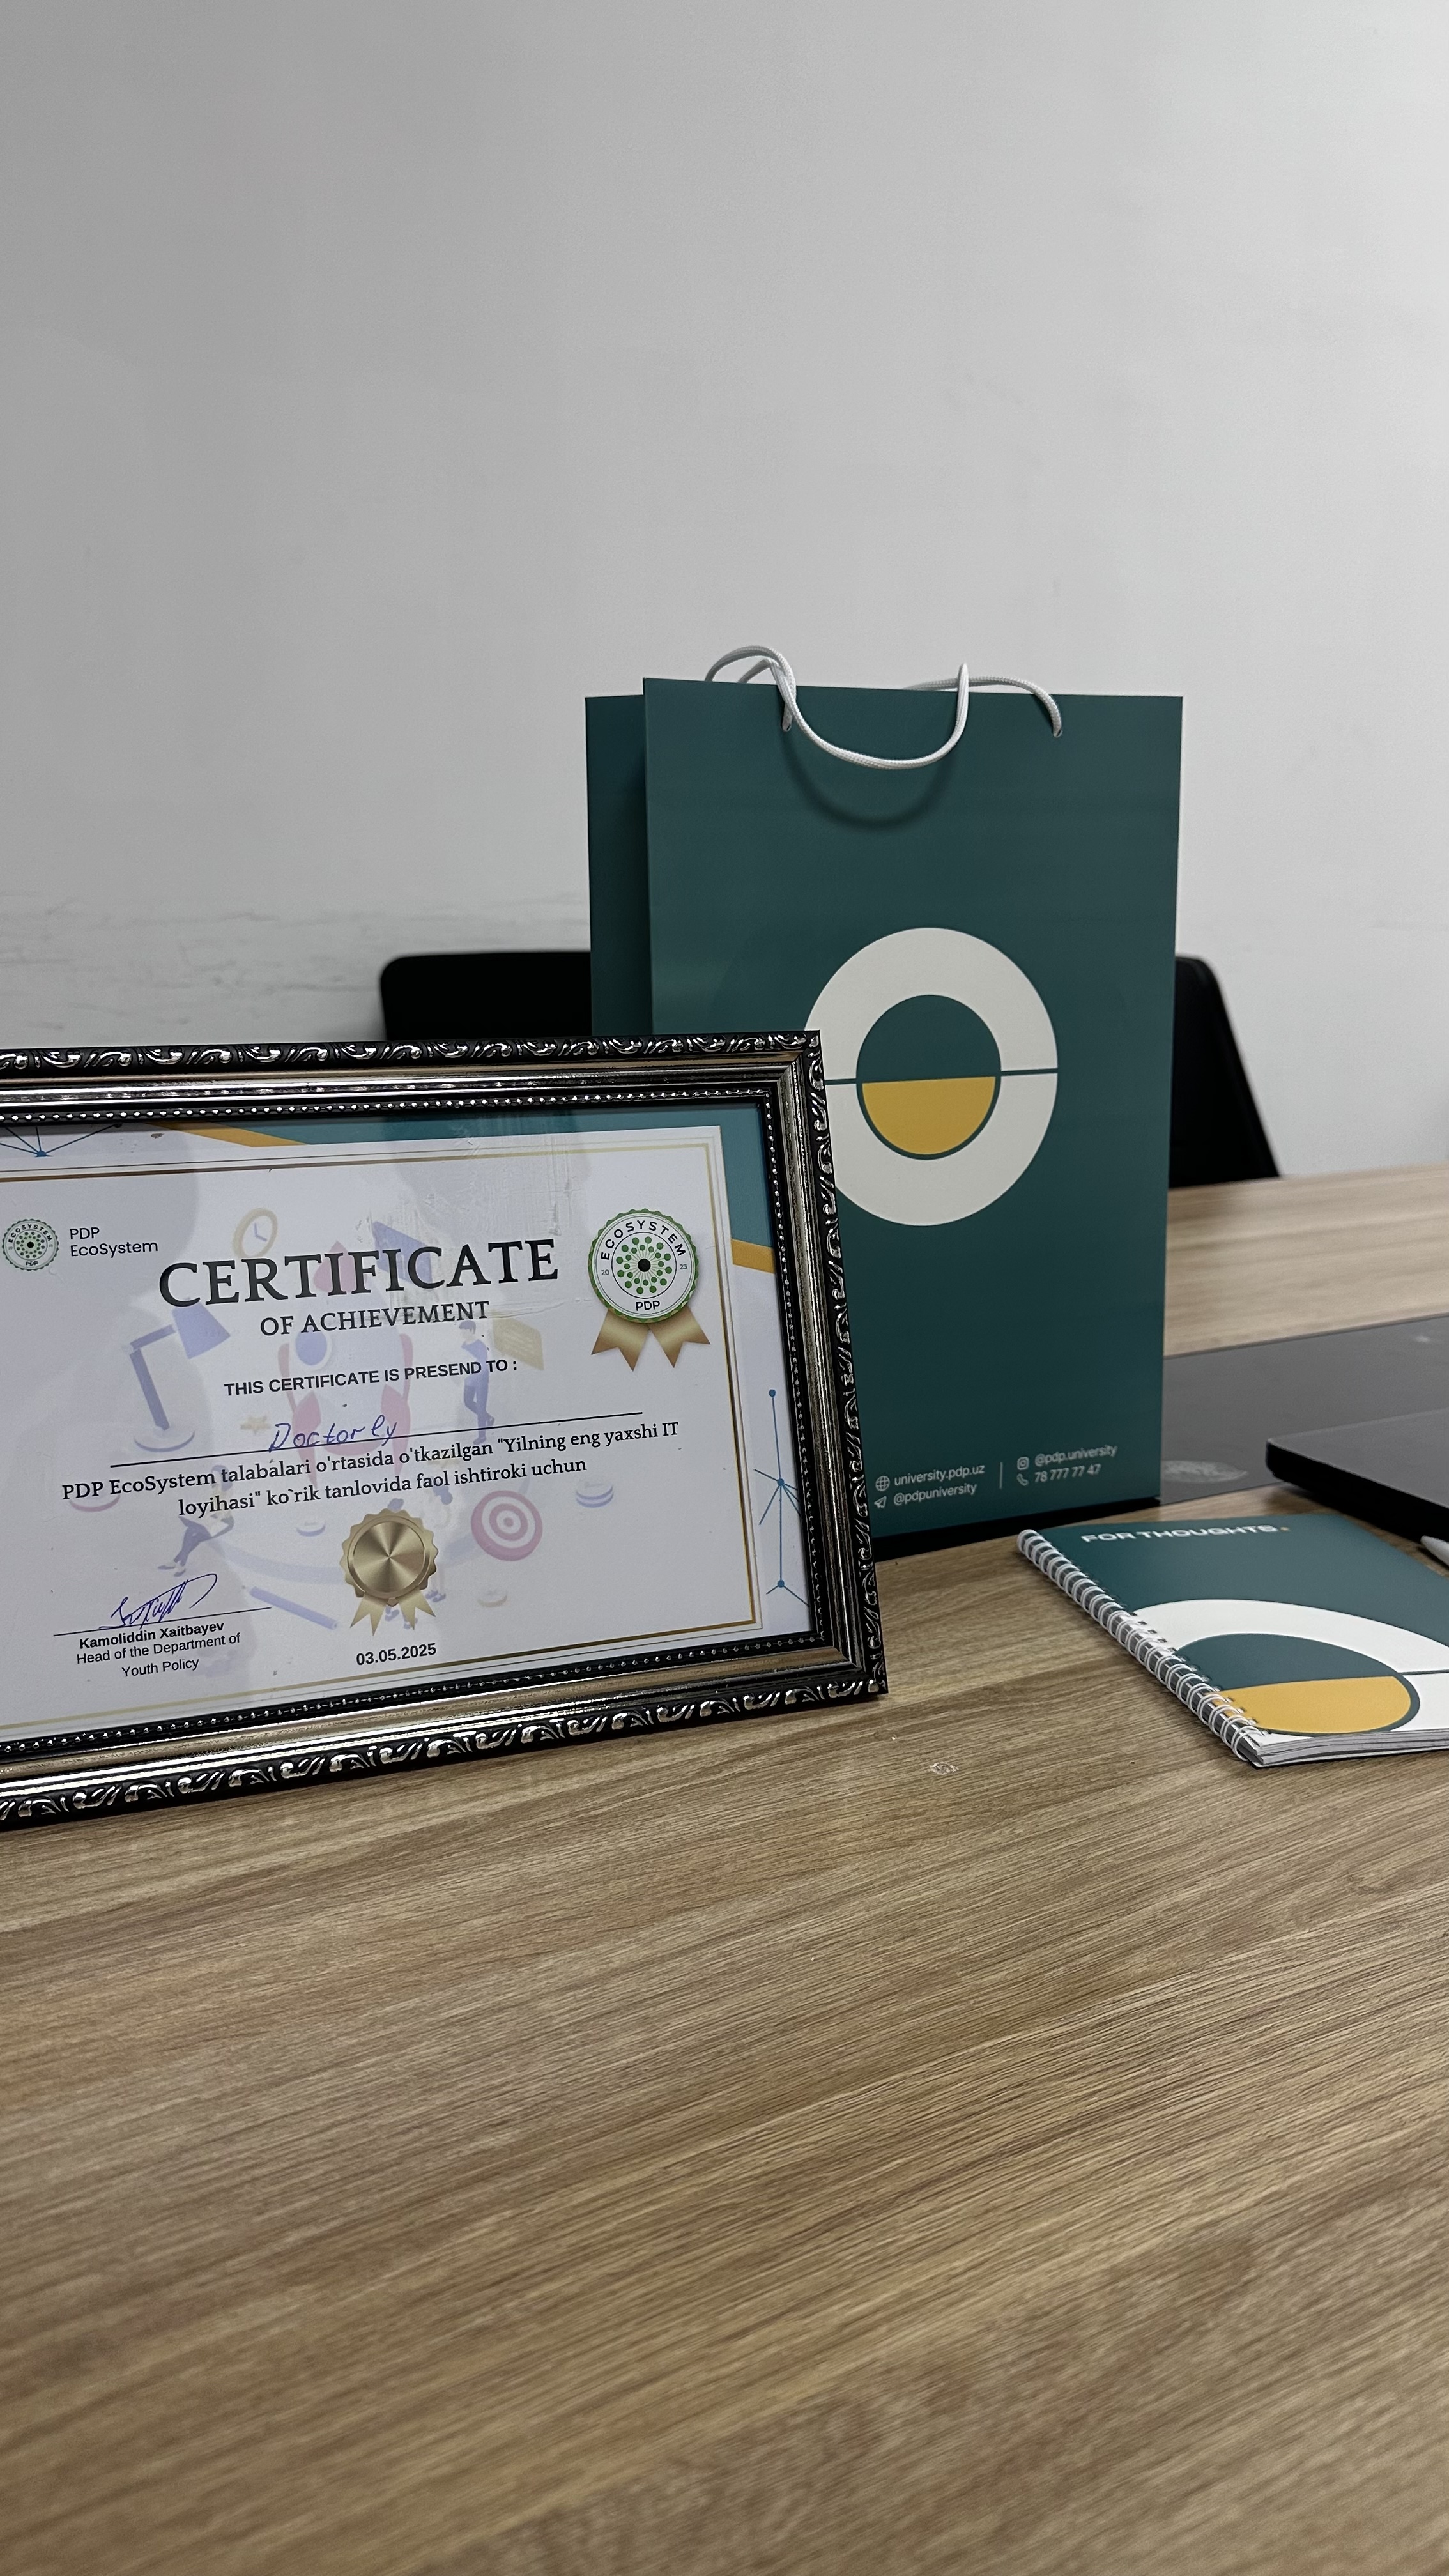 PDP
EcoSystem
ECOSYSTEM
PDP
CERTIFICATE
OF ACHIEVEMENT
ECOSYSTEM
20 23
PDP
THIS CERTIFICATE IS PRESEND TO :
Doctorly
PDP EcoSystem talabalari o'rtasida o'tkazilgan "Yilning eng yaxshi IT
loyihasi" ko`rik tanlovida faol ishtiroki uchun
Kamoliddin Xaitbayev
Head of the Department of
Youth Policy
03.05.2025
university.pdp.uz
@pdpuniversity
@pdp.university
78 777 77 47
FOR THOUGHTS.